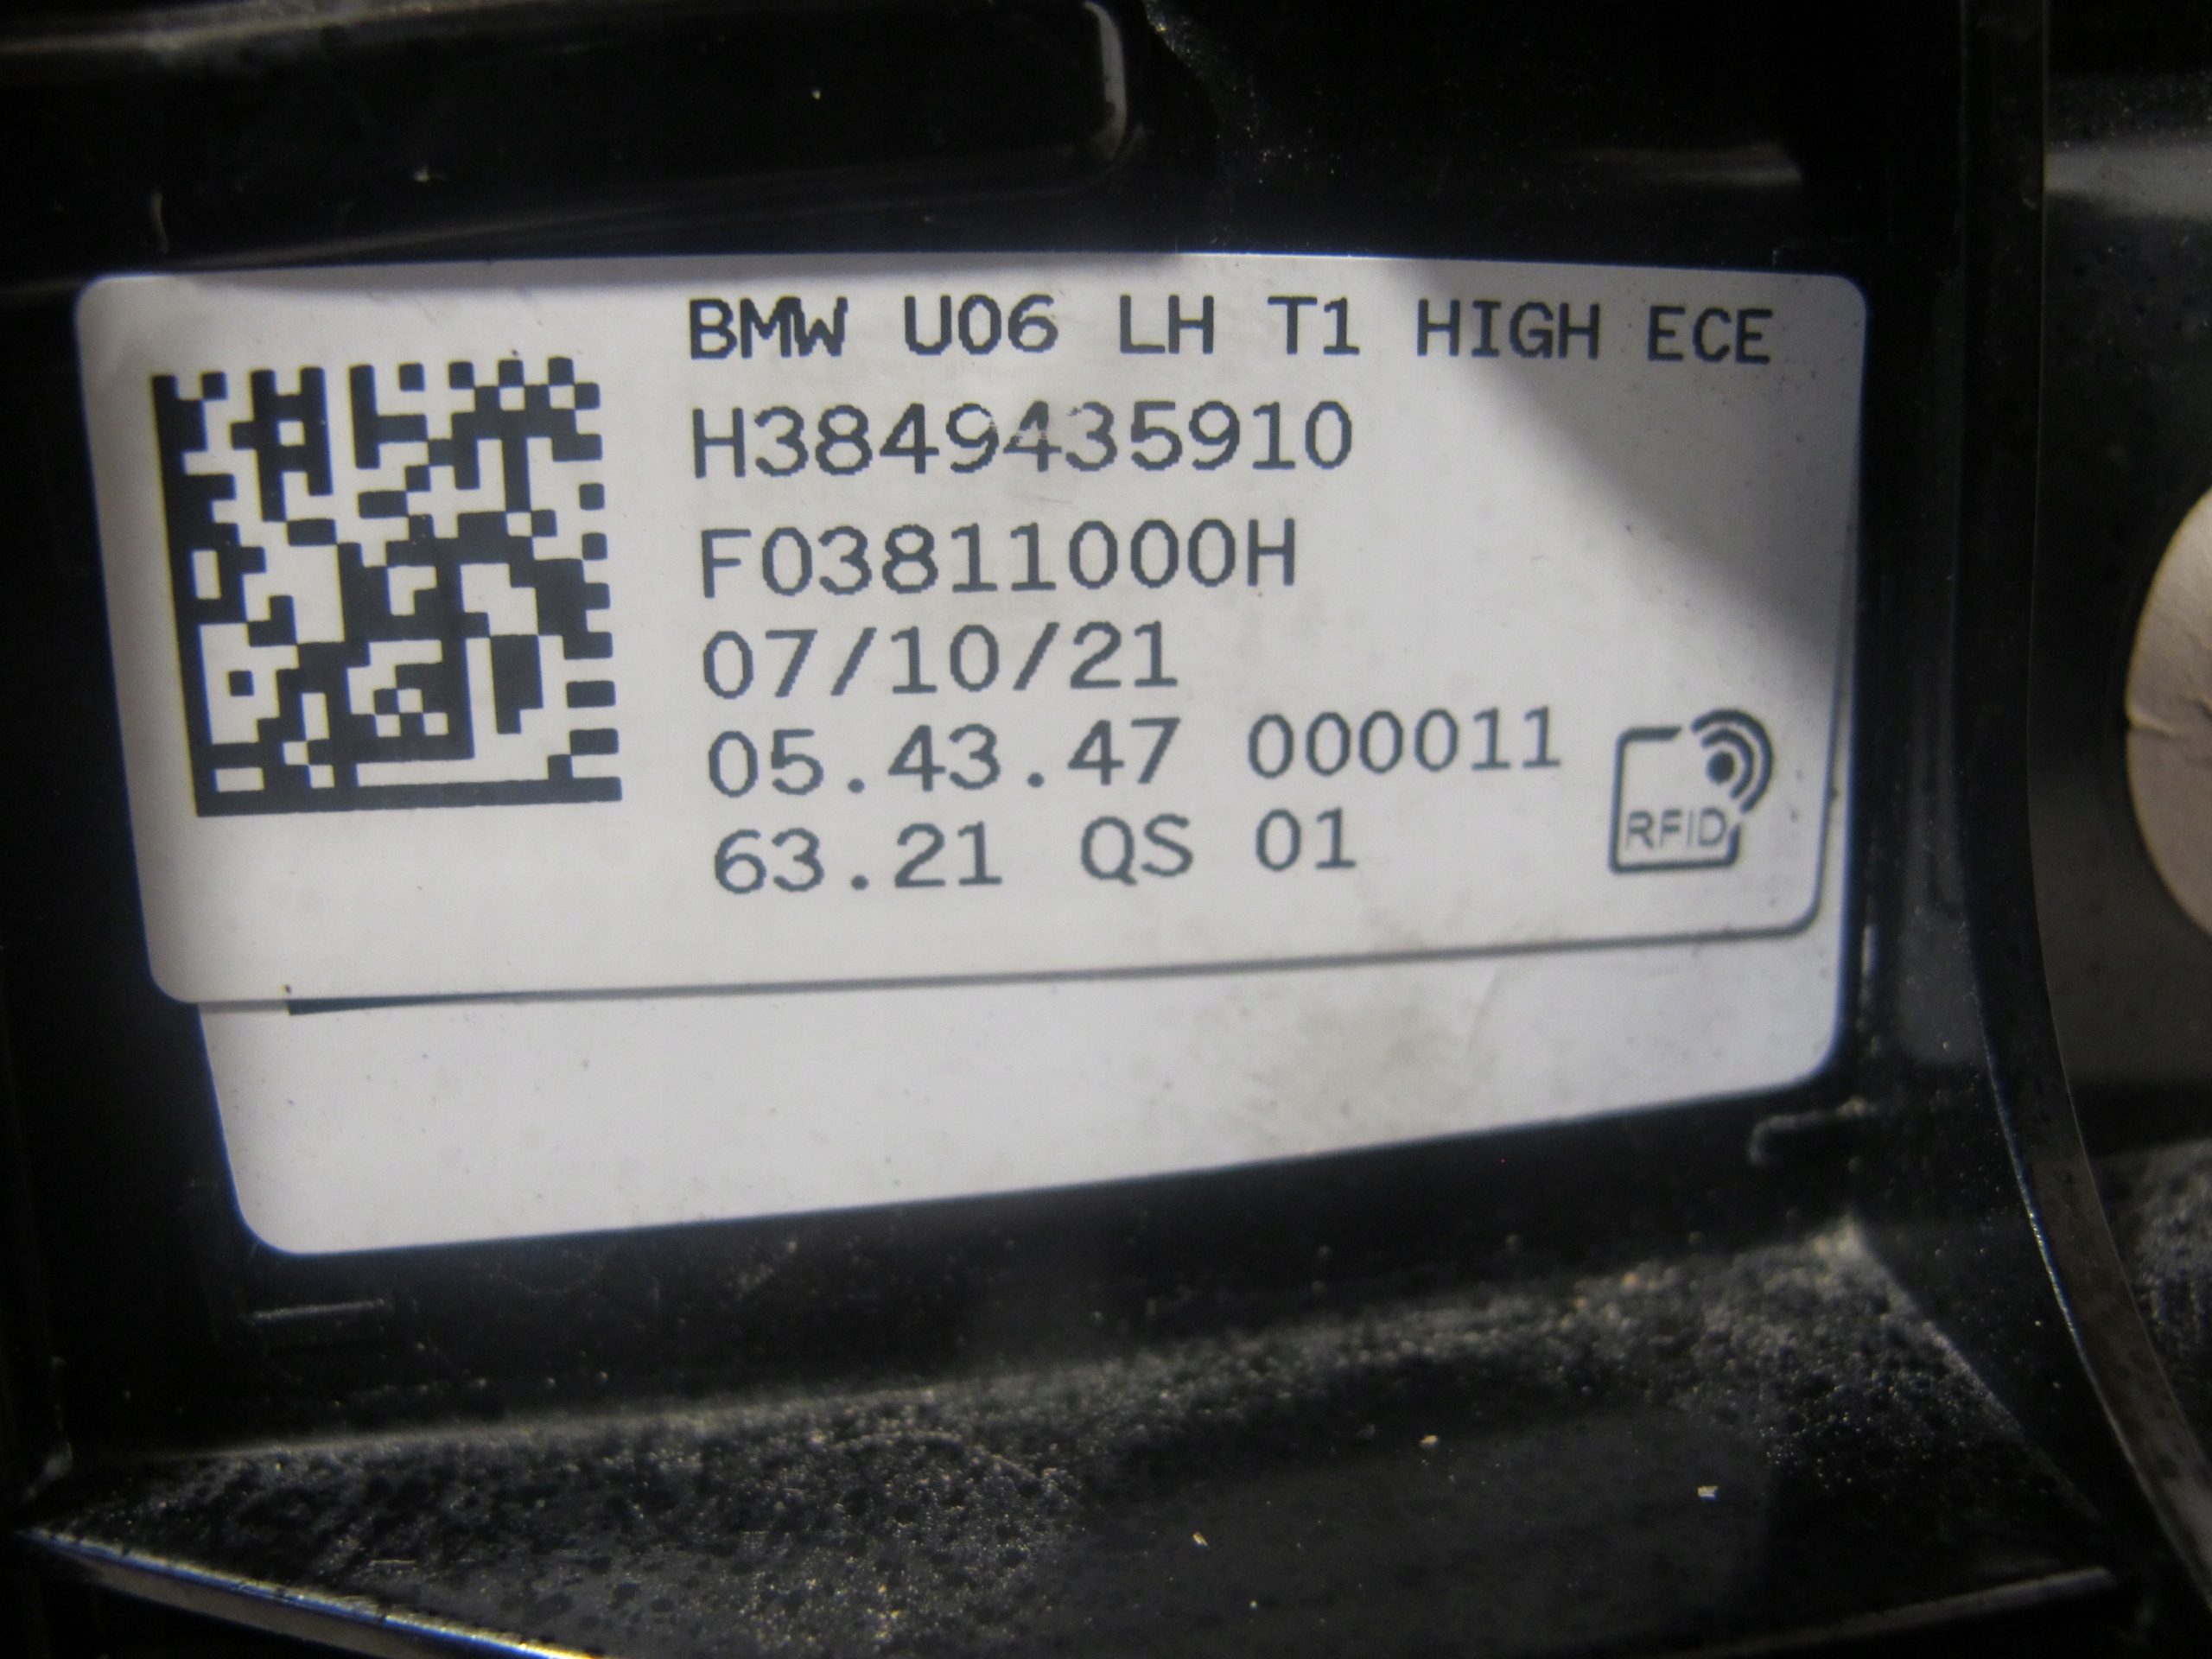 BMW U06 LH T1 HIGH ECE
H3849435910
F03811000H
07/10/21
05.43.47 000011
63.21 QS 01
RFID